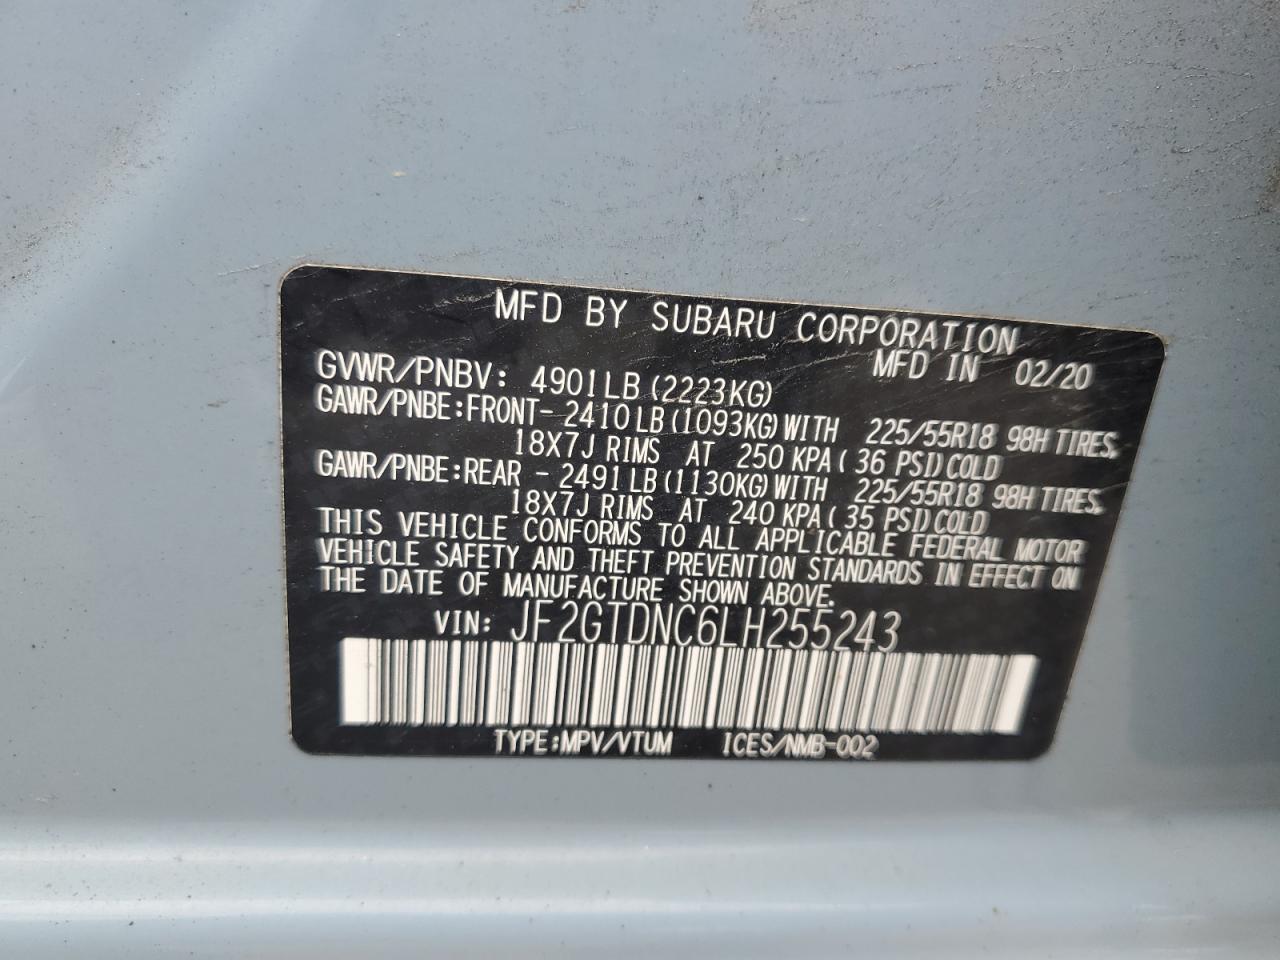 MFD BY SUBARU CORPORATION
MFD IN 02/20
GVWR/PNBV: 4901LB(2223KG)
GAWR/PNBE:FRONT-2410LB(1093KG)WITH 225/55R18 98H TIRES,
18X7J RIMS AT 250 KPA(36 PSI)COLD
GAWR/PNBE:REAR -2491LB(1130KG)WITH 225/55R18 98H TIRES,
18X7J RIMS AT 240 KPA(35 PSI)COLD
THIS VEHICLE CONFORMS TO ALL APPLICABLE FEDERAL MOTOR
VEHICLE SAFETY AND THEFT PREVENTION STANDARDS IN EFFECT ON
THE DATE OF MANUFACTURE SHOWN ABOVE.
VIN: JF2GTDNC6LH255243
TYPE:MPV/VTUM ICES/NMB-002